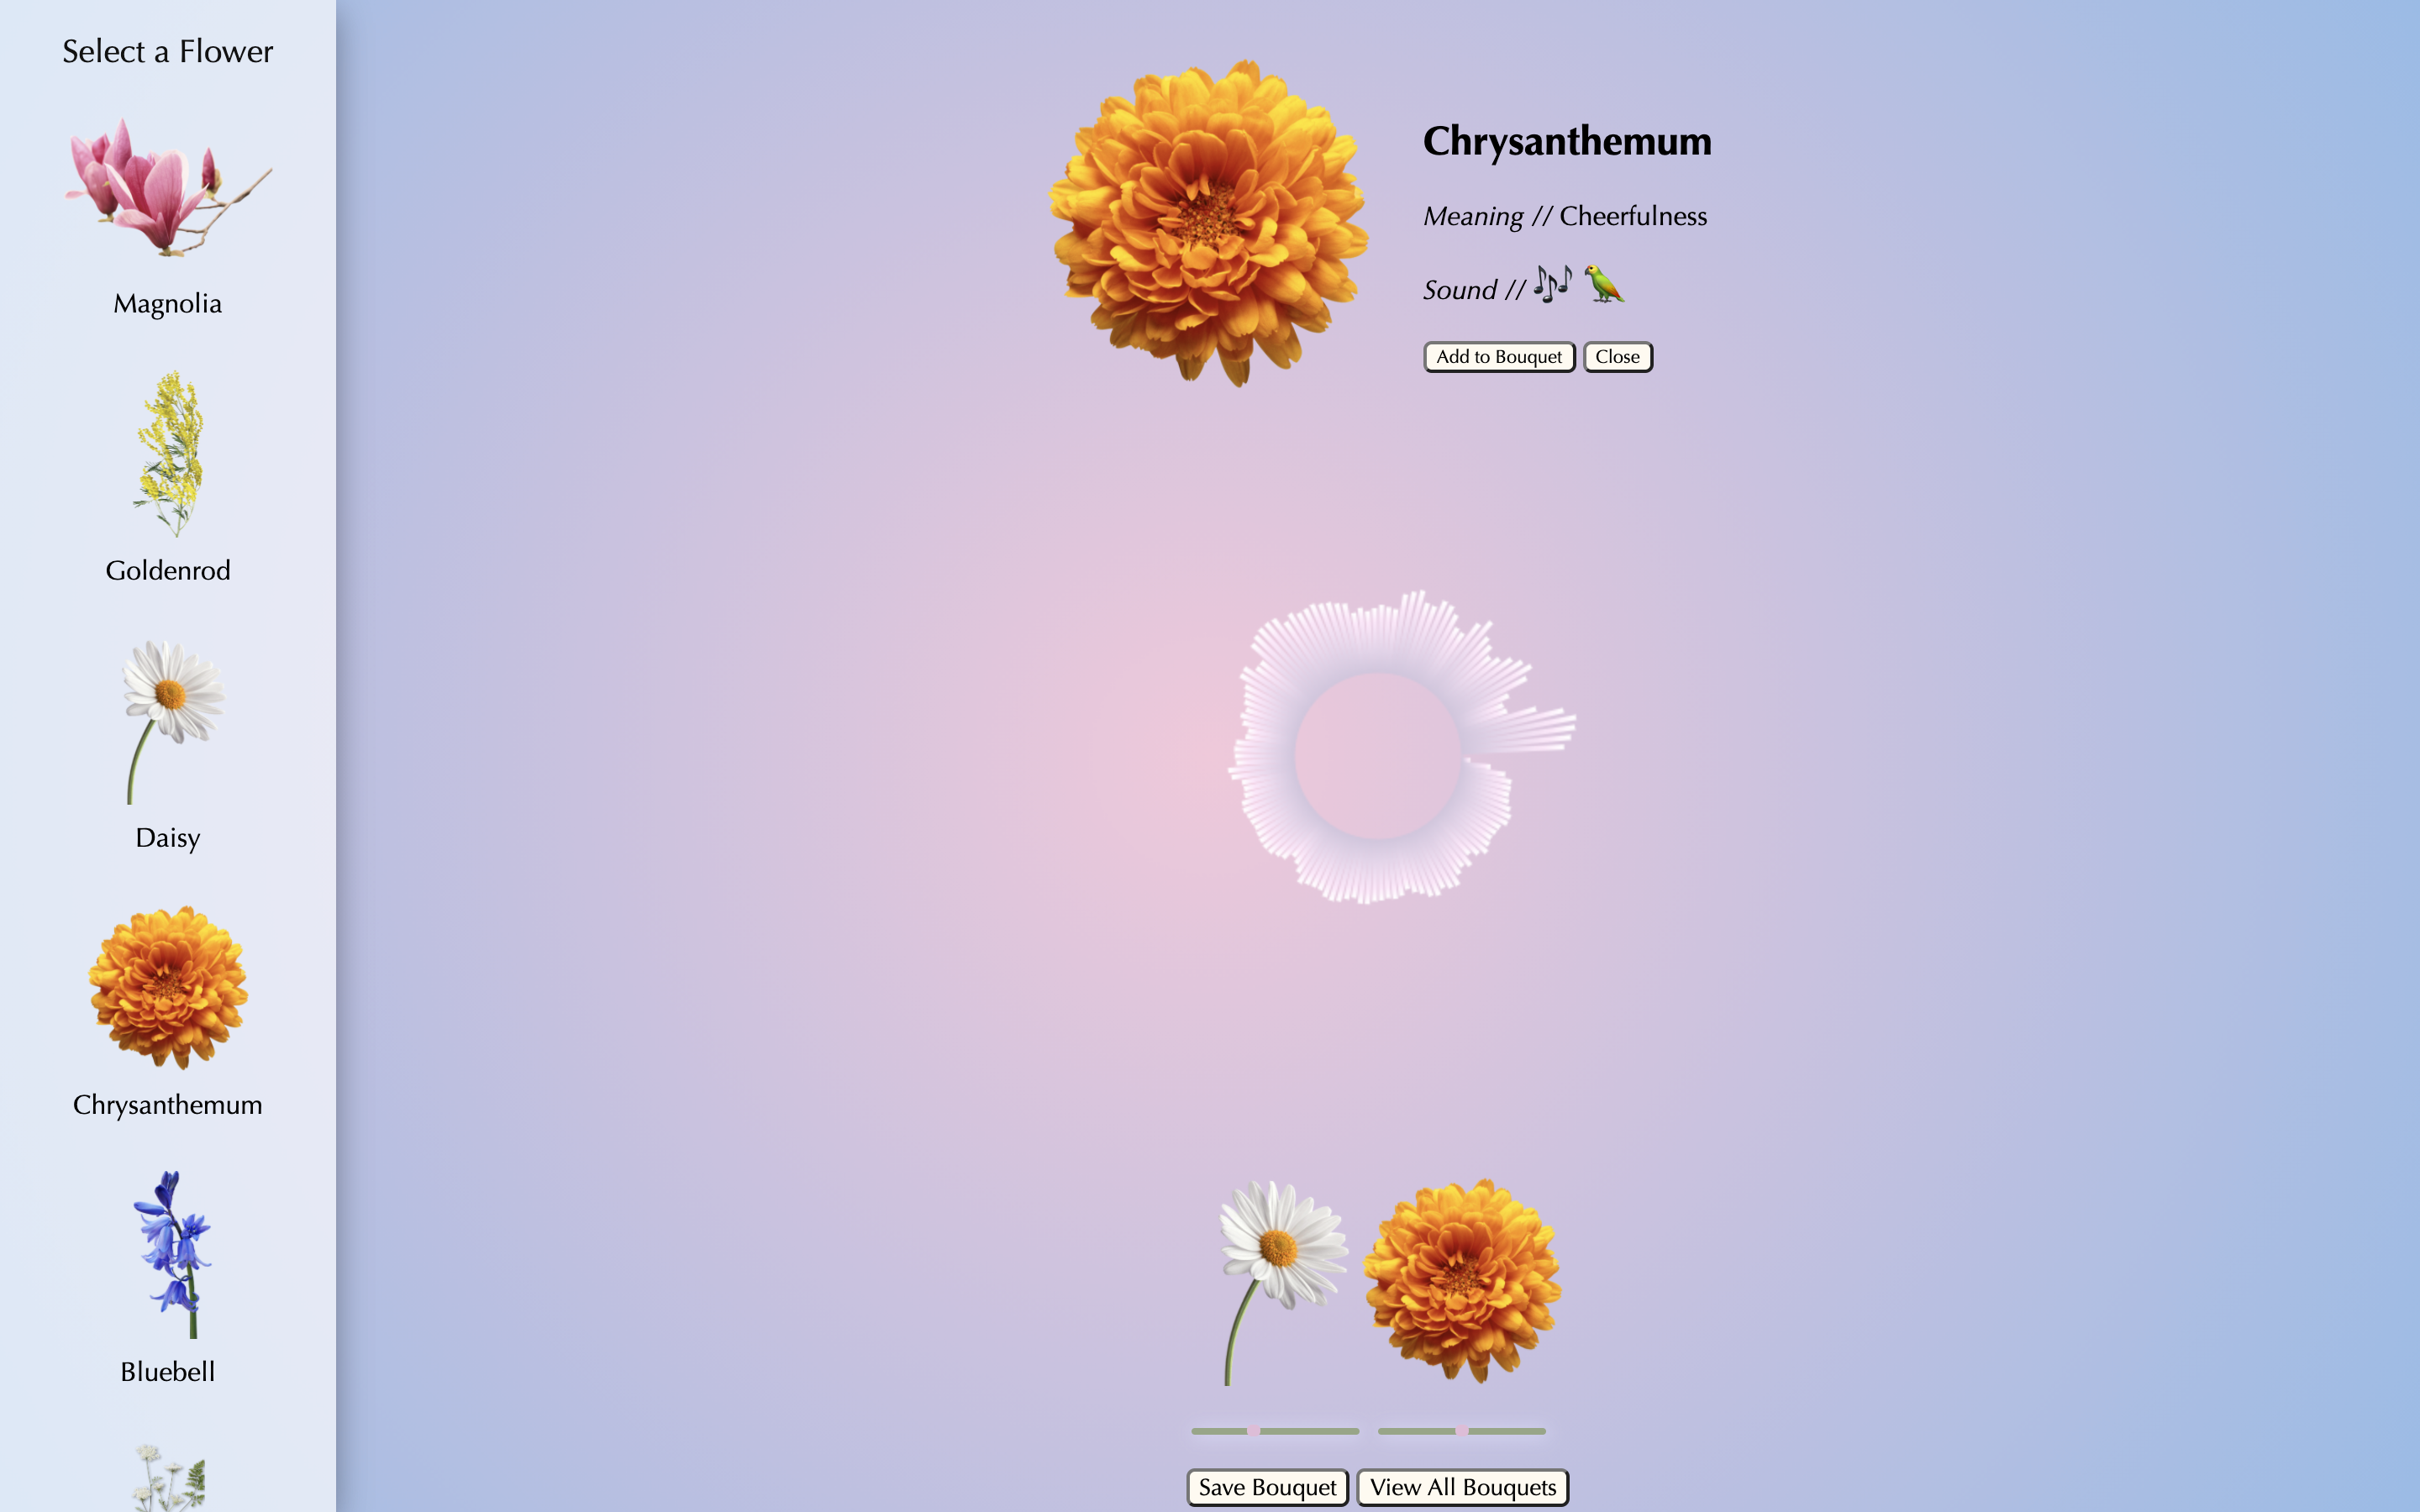 Select a Flower
Magnolia
Goldenrod
Daisy
Chrysanthemum
Bluebell
Chrysanthemum
Meaning // Cheerfulness
Sound // 🎶 🦜
Add to Bouquet Close
Save Bouquet View All Bouquets